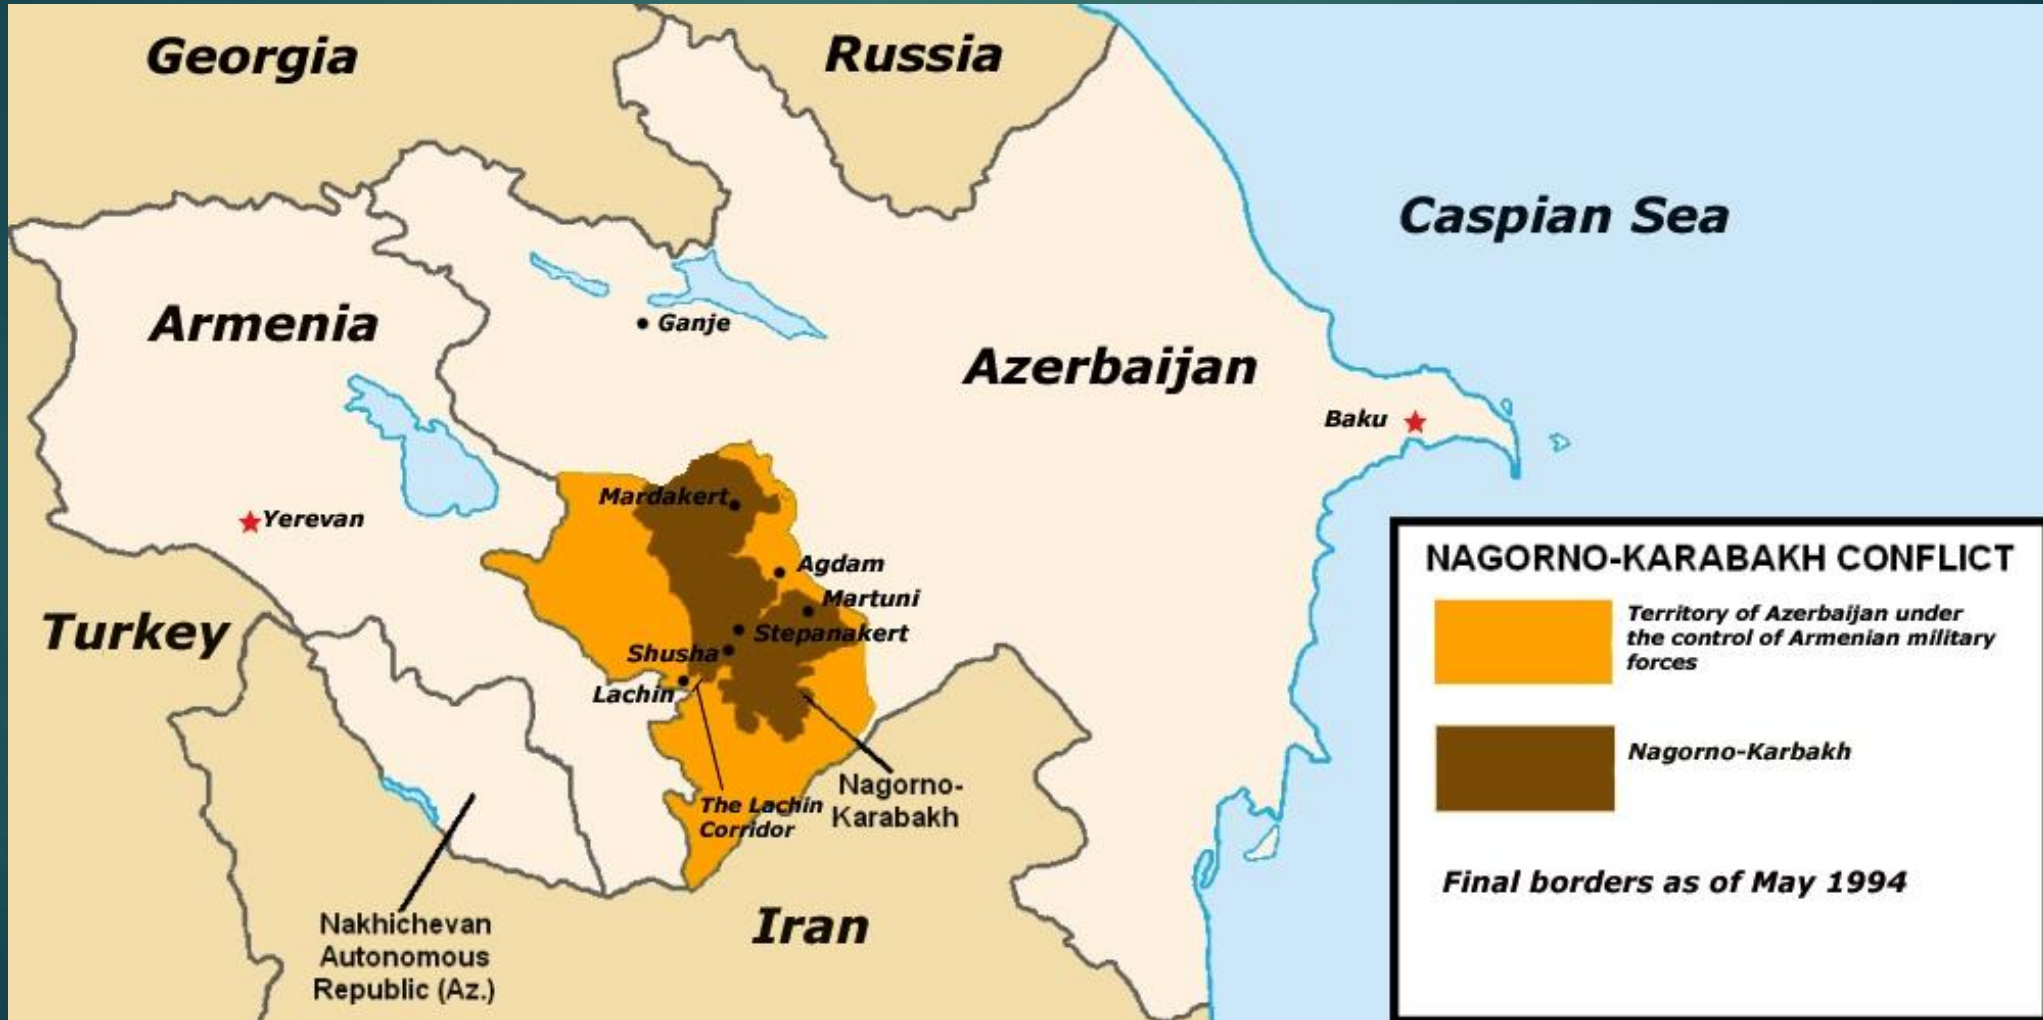 Georgia
Russia
Caspian Sea
Armenia
Ganje
Azerbaijan
Baku
Mardakert
Yerevan
Agdam
Martuni
Turkey
Stepanakert
Shusha
Lachin
The Lachin
Corridor
Nagorno-
Karabakh
Iran
Nakhichevan
Autonomous
Republic (Az.)
NAGORNO-KARABAKH CONFLICT
Territory of Azerbaijan under
the control of Armenian military
forces
Nagorno-Karbakh
Final borders as of May 1994